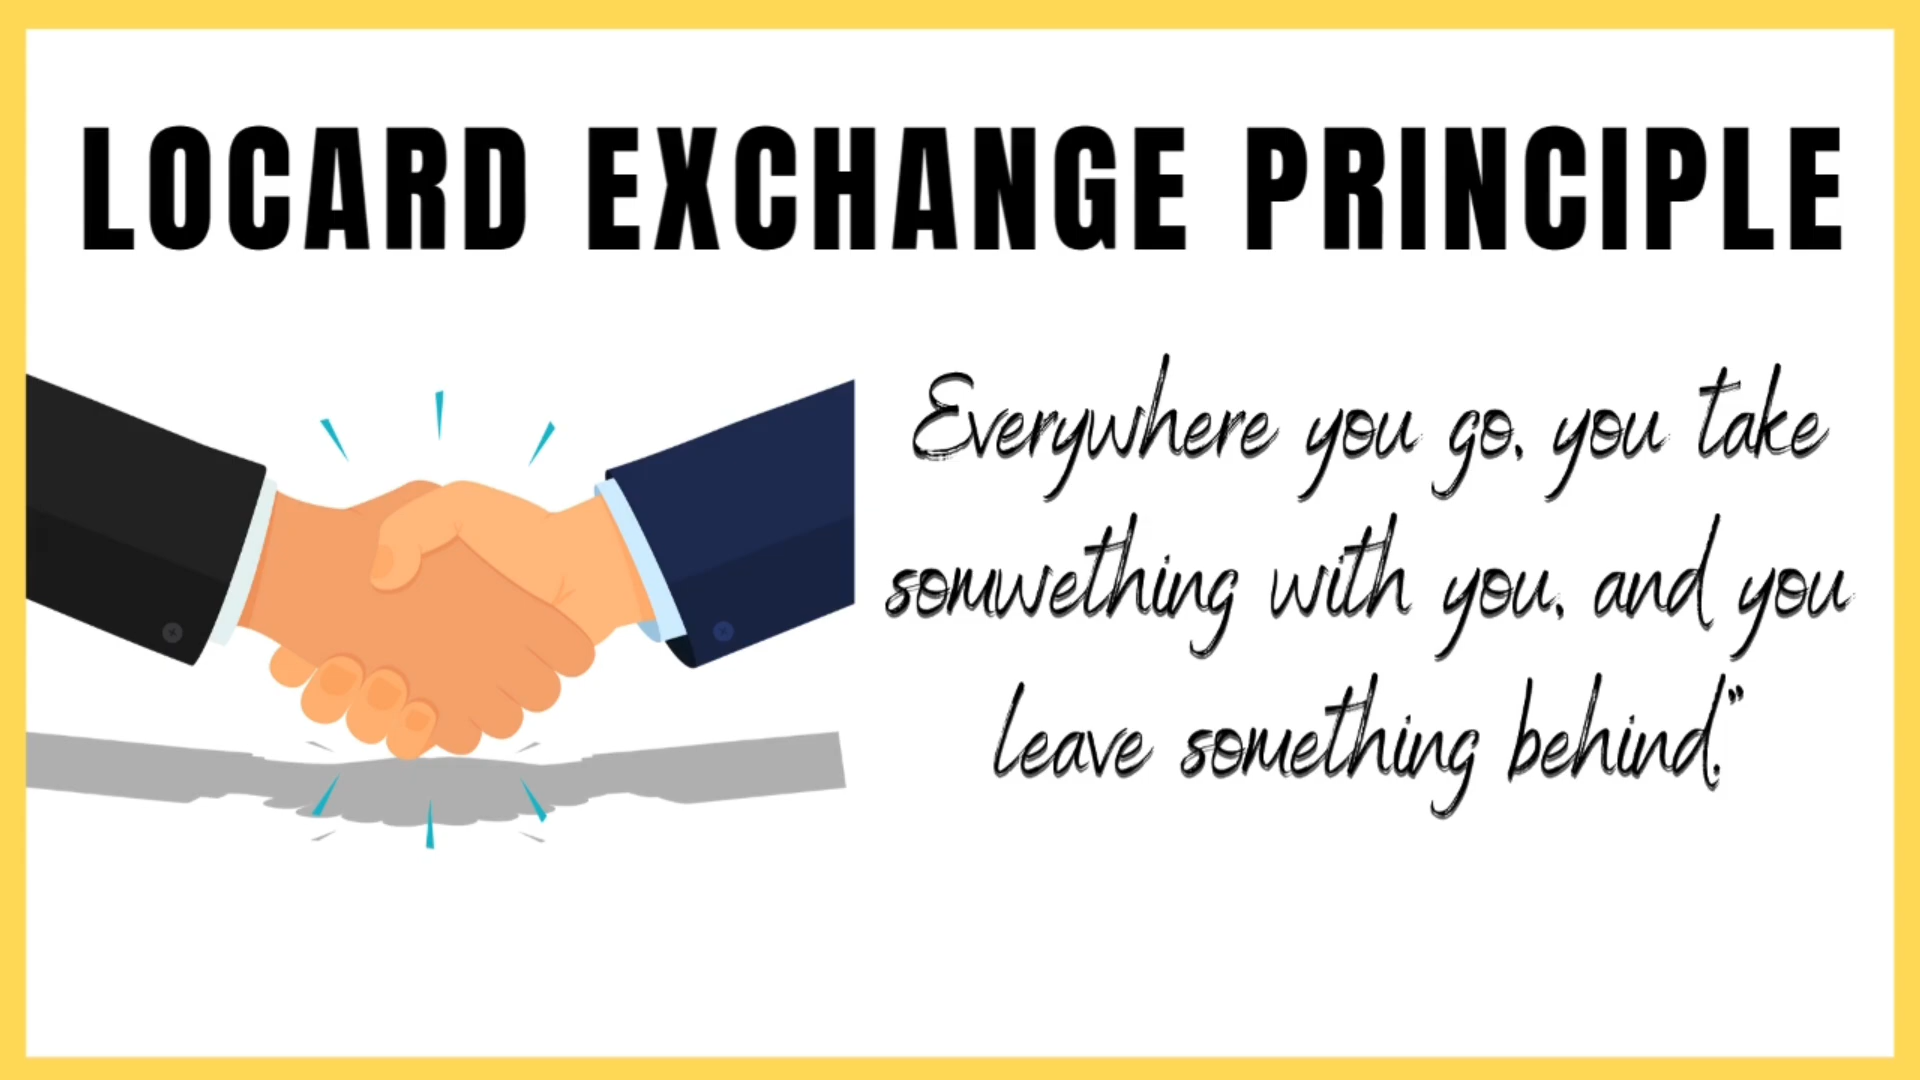 LOCARD EXCHANGE PRINCIPLE
Everywhere you go, you take
somwething with you, and you
leave something behind."